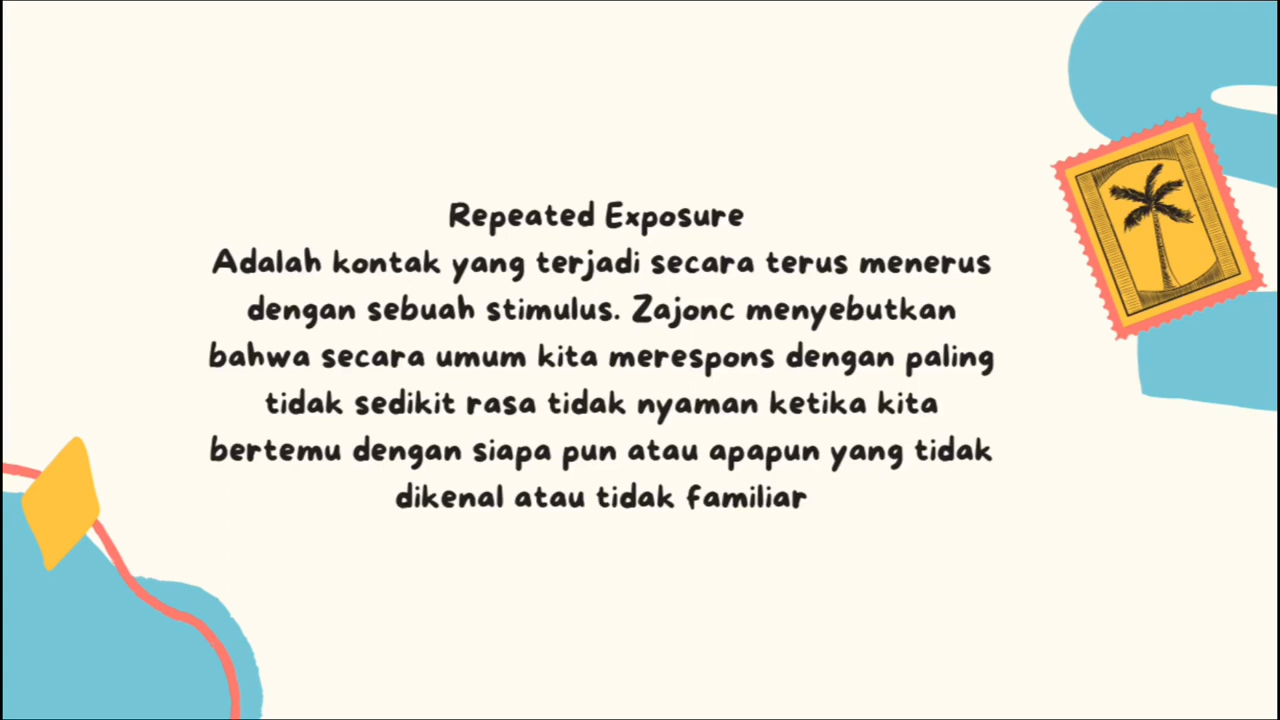 Repeated Exposure
Adalah kontak yang terjadi secara terus menerus
dengan sebuah stimulus. Zajonc menyebutkan
bahwa secara umum kita merespons dengan paling
tidak sedikit rasa tidak nyaman ketika kita
bertemu dengan siapa pun atau apapun yang tidak
dikenal atau tidak familiar